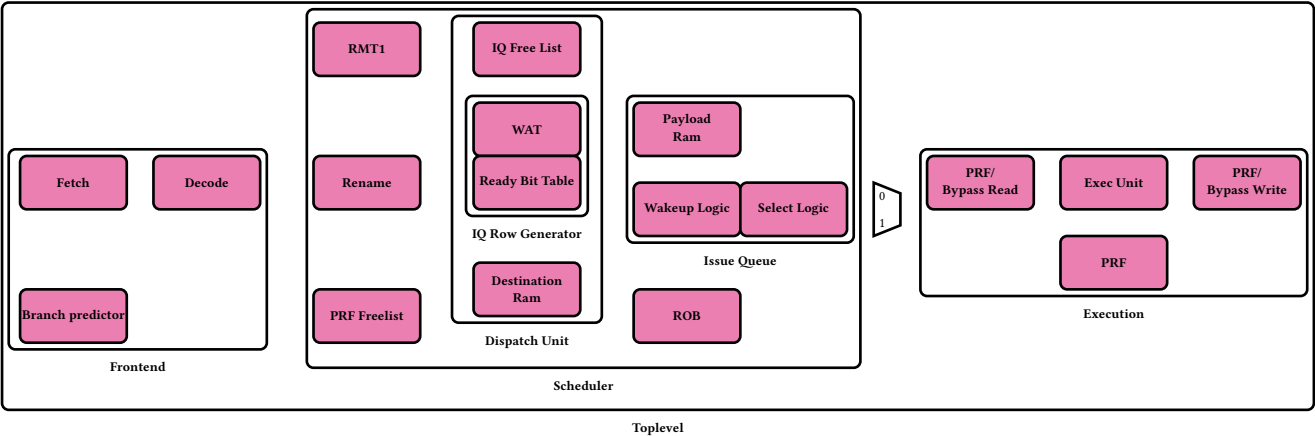 RMT1
IQ Free List
WAT
Payload
Ram
Fetch
Decode
Rename
Ready Bit Table
PRF/
Bypass Read
Exec Unit
PRF/
Bypass Write
Wakeup Logic
Select Logic
0
1
IQ Row Generator
Issue Queue
PRF
Destination
Ram
Branch predictor
PRF Freelist
ROB
Execution
Dispatch Unit
Frontend
Scheduler
Toplevel